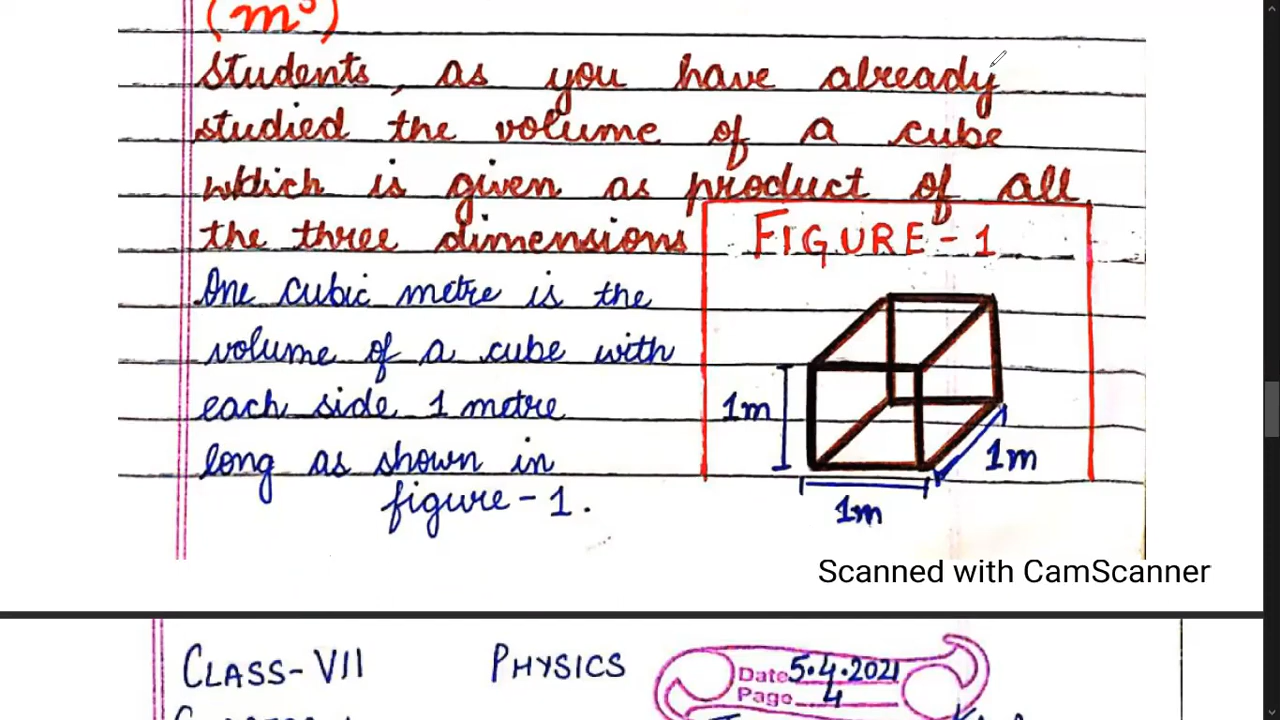 (m³)
Students, as you have already
studied the volume of a cube
which is given as product of all
the three dimensions
FIGURE-1
One cubic metre is the
volume of a cube with
each side 1 metre
long as shown in
figure-1.
1m
1m
1m
Scanned with CamScanner
CLASS-VII PHYSICS
Date 5.4.2021
Page 4